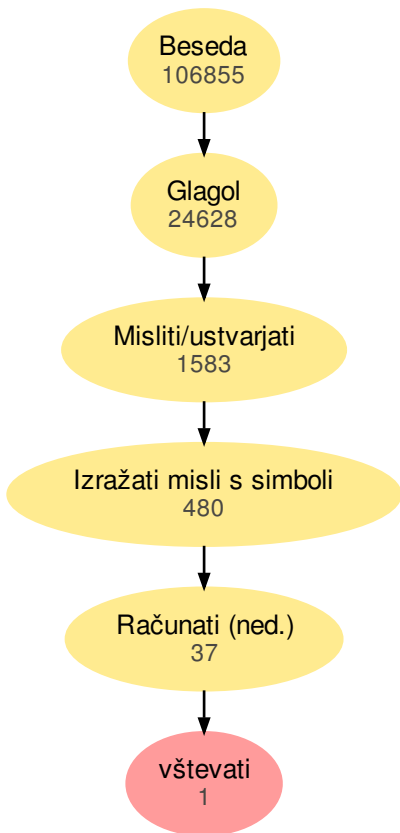 Beseda
106855
Glagol
24628
Misliti/ustvarjati
1583
Izražati misli s simboli
480
Računati (ned.)
37
vštevati
1